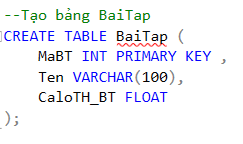 --Tạo bảng BaiTap
CREATE TABLE BaiTap (
    MaBT INT PRIMARY KEY ,
    Ten VARCHAR(100),
    CaloTH_BT FLOAT
);